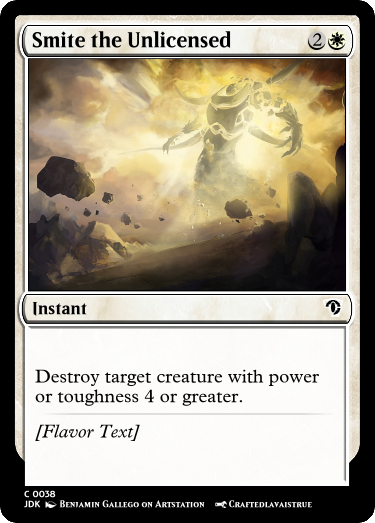 Smite the Unlicensed 2
Instant
Destroy target creature with power
or toughness 4 or greater.
[Flavor Text]
C 0038
JDK Benjamin Gallego on Artstation Craftedlavaistrue